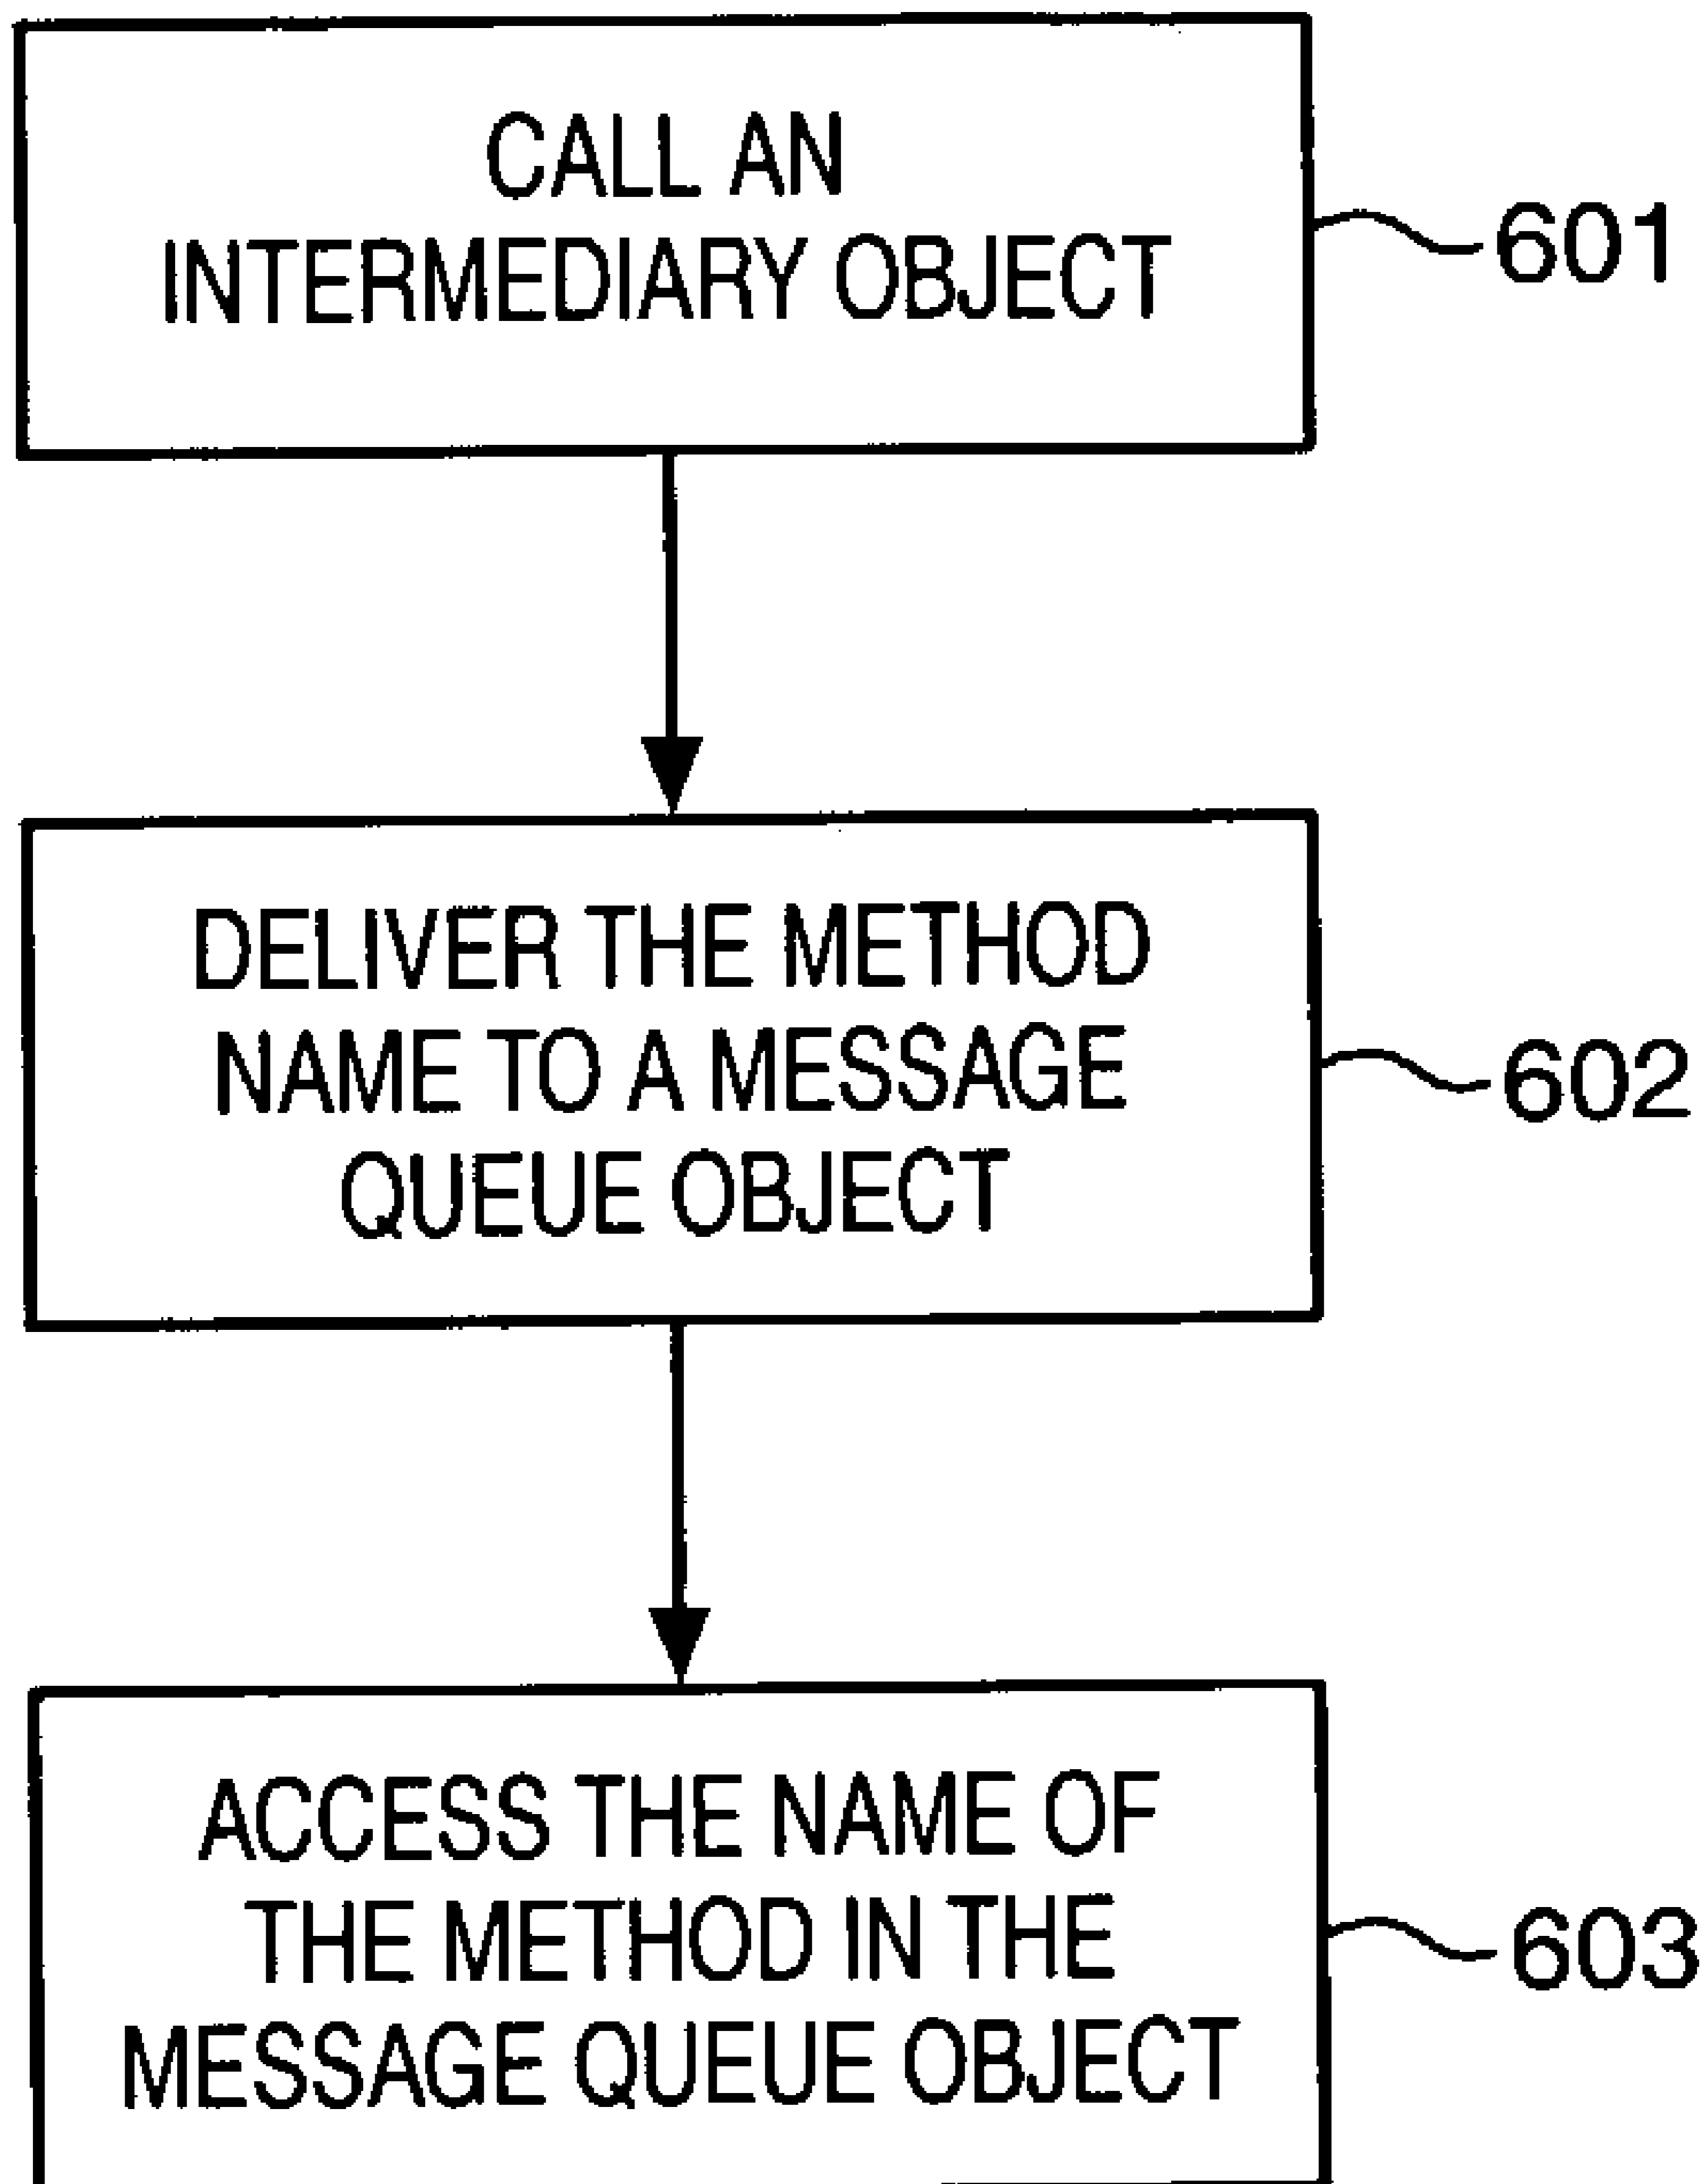 CALL AN
INTERMEDIARY OBJECT
601
DELIVER THE METHOD
NAME TO A MESSAGE
QUEUE OBJECT
602
ACCESS THE NAME OF
THE METHOD IN THE
MESSAGE QUEUE OBJECT
603